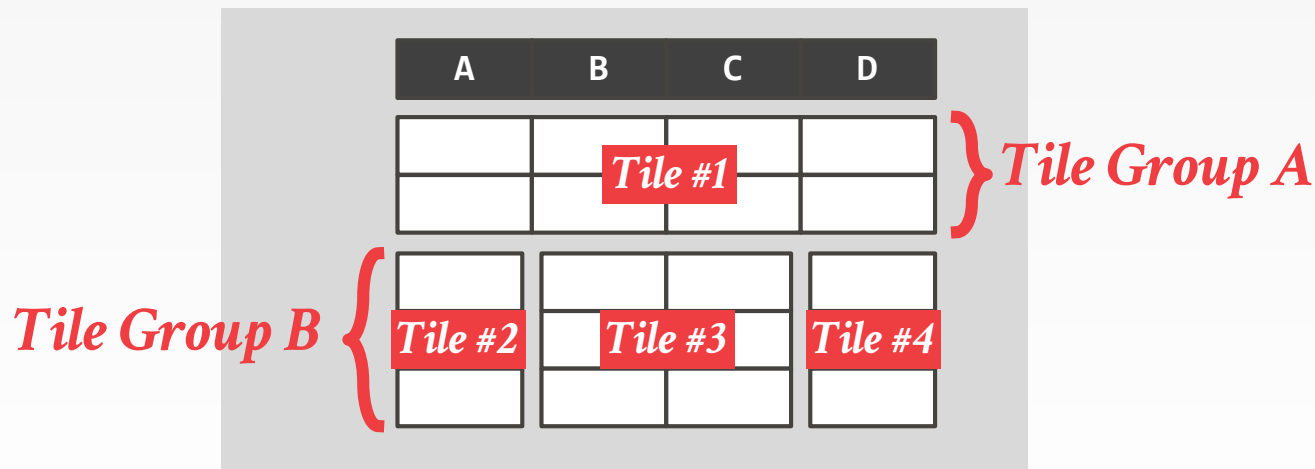 A B C D
Tile #1
Tile Group A
Tile Group B
Tile #2 Tile #3 Tile #4